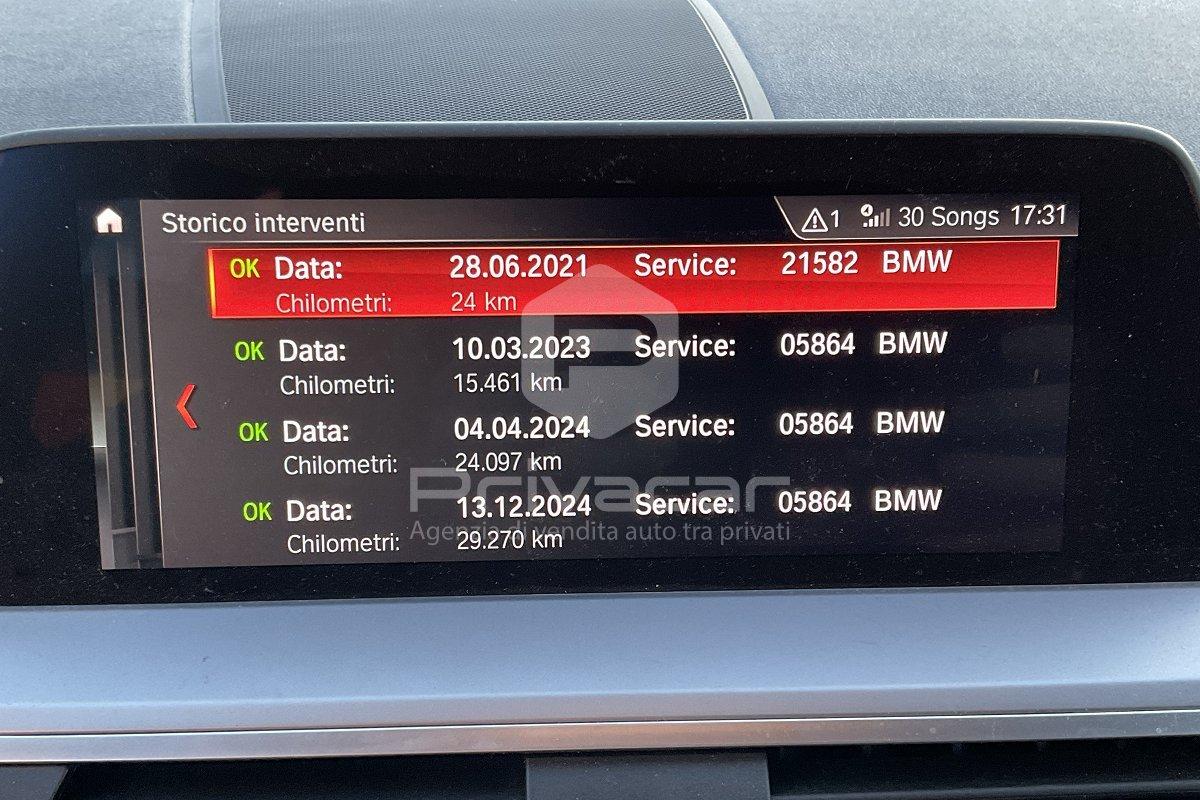 Storico interventi
1 30 Songs 17:31
OK Data: 28.06.2021 Service: 21582 BMW
Chilometri: 24 km
OK Data: 10.03.2023 Service: 05864 BMW
Chilometri: 15.461 km
OK Data: 04.04.2024 Service: 05864 BMW
Chilometri: 24.097 km
OK Data: 13.12.2024 Service: 05864 BMW
Chilometri: 29.270 km
Privacar
Agenzia di vendita auto tra privati